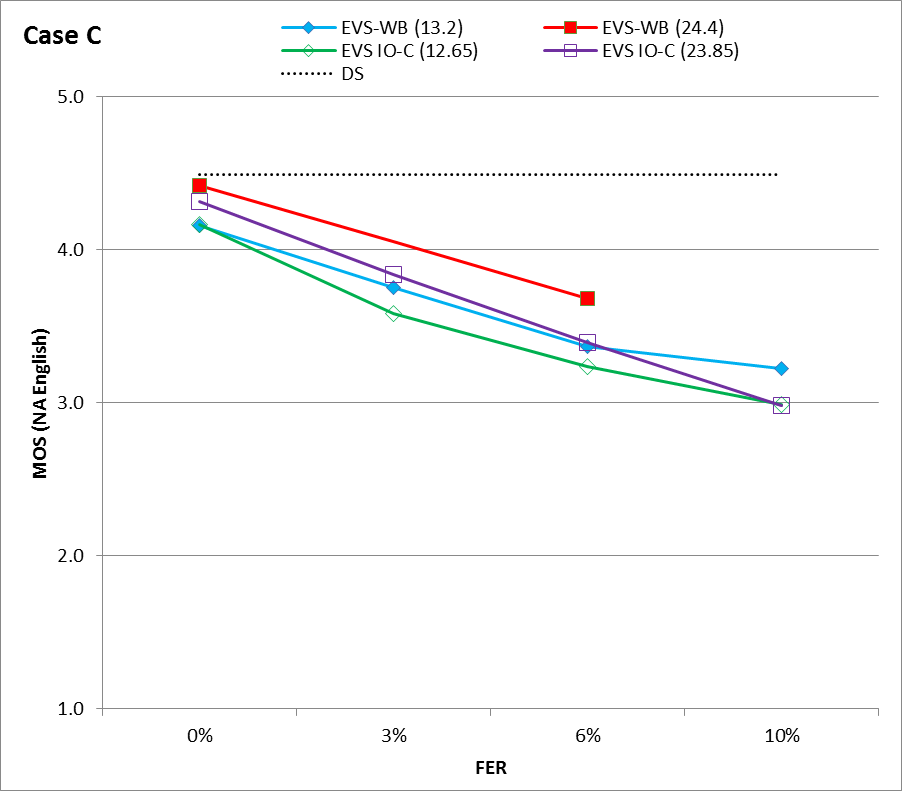 Case C
EVS-WB (13.2) EVS-WB (24.4)
EVS IO-C (12.65) EVS IO-C (23.85)
DS
5.0
4.0
3.0
2.0
1.0
MOS (NA English)
0% 3% 6% 10%
FER